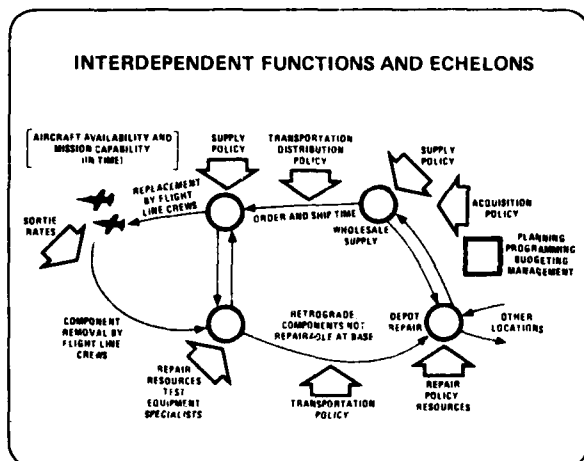 INTERDEPENDENT FUNCTIONS AND ECHELONS
AIRCRAFT AVAILABILITY AND
MISSION CAPABILITY
(IN TIME)
SUPPLY
POLICY
TRANSPORTATION
DISTRIBUTION
POLICY
SUPPLY
POLICY
ACQUISITION
POLICY
PLANNING
PROGRAMMING
BUDGETING
MANAGEMENT
REPLACEMENT
BY FLIGHT
LINE CREWS
SORTIE
RATES
ORDER AND SHIP TIME
WHOLESALE
SUPPLY
COMPONENT
REMOVAL BY
FLIGHT LINE
CREWS
RETROGRADE
COMPONENTS NOT
REPAIRABLE AT BASE
DEPOT
REPAIR
OTHER
LOCATIONS
REPAIR
RESOURCES
TEST
EQUIPMENT
SPECIALISTS
TRANSPORTATION
POLICY
REPAIR
POLICY
RESOURCES